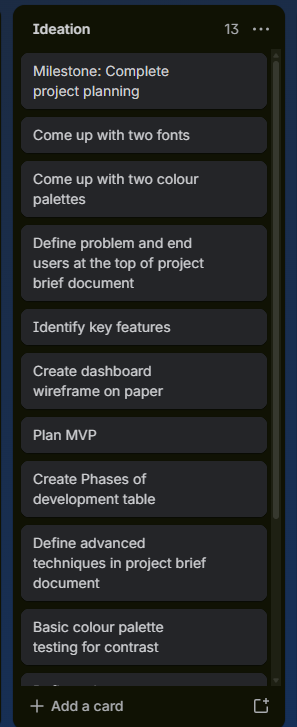 Ideation 13
Milestone: Complete
project planning
Come up with two fonts
Come up with two colour
palettes
Define problem and end
users at the top of project
brief document
Identify key features
Create dashboard
wireframe on paper
Plan MVP
Create Phases of
development table
Define advanced
techniques in project brief
document
Basic colour palette
testing for contrast
Add a card